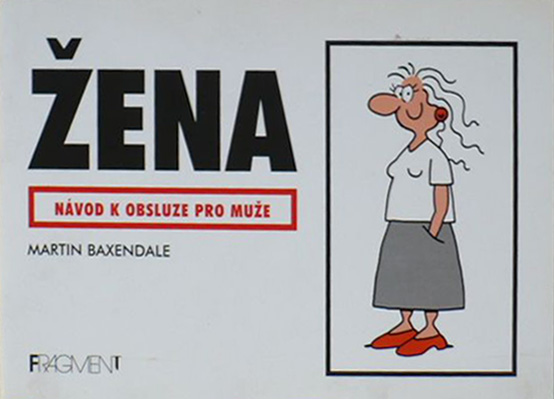 ŽENA
NÁVOD K OBSLUZE PRO MUŽE
MARTIN BAXENDALE
FRAGMENT